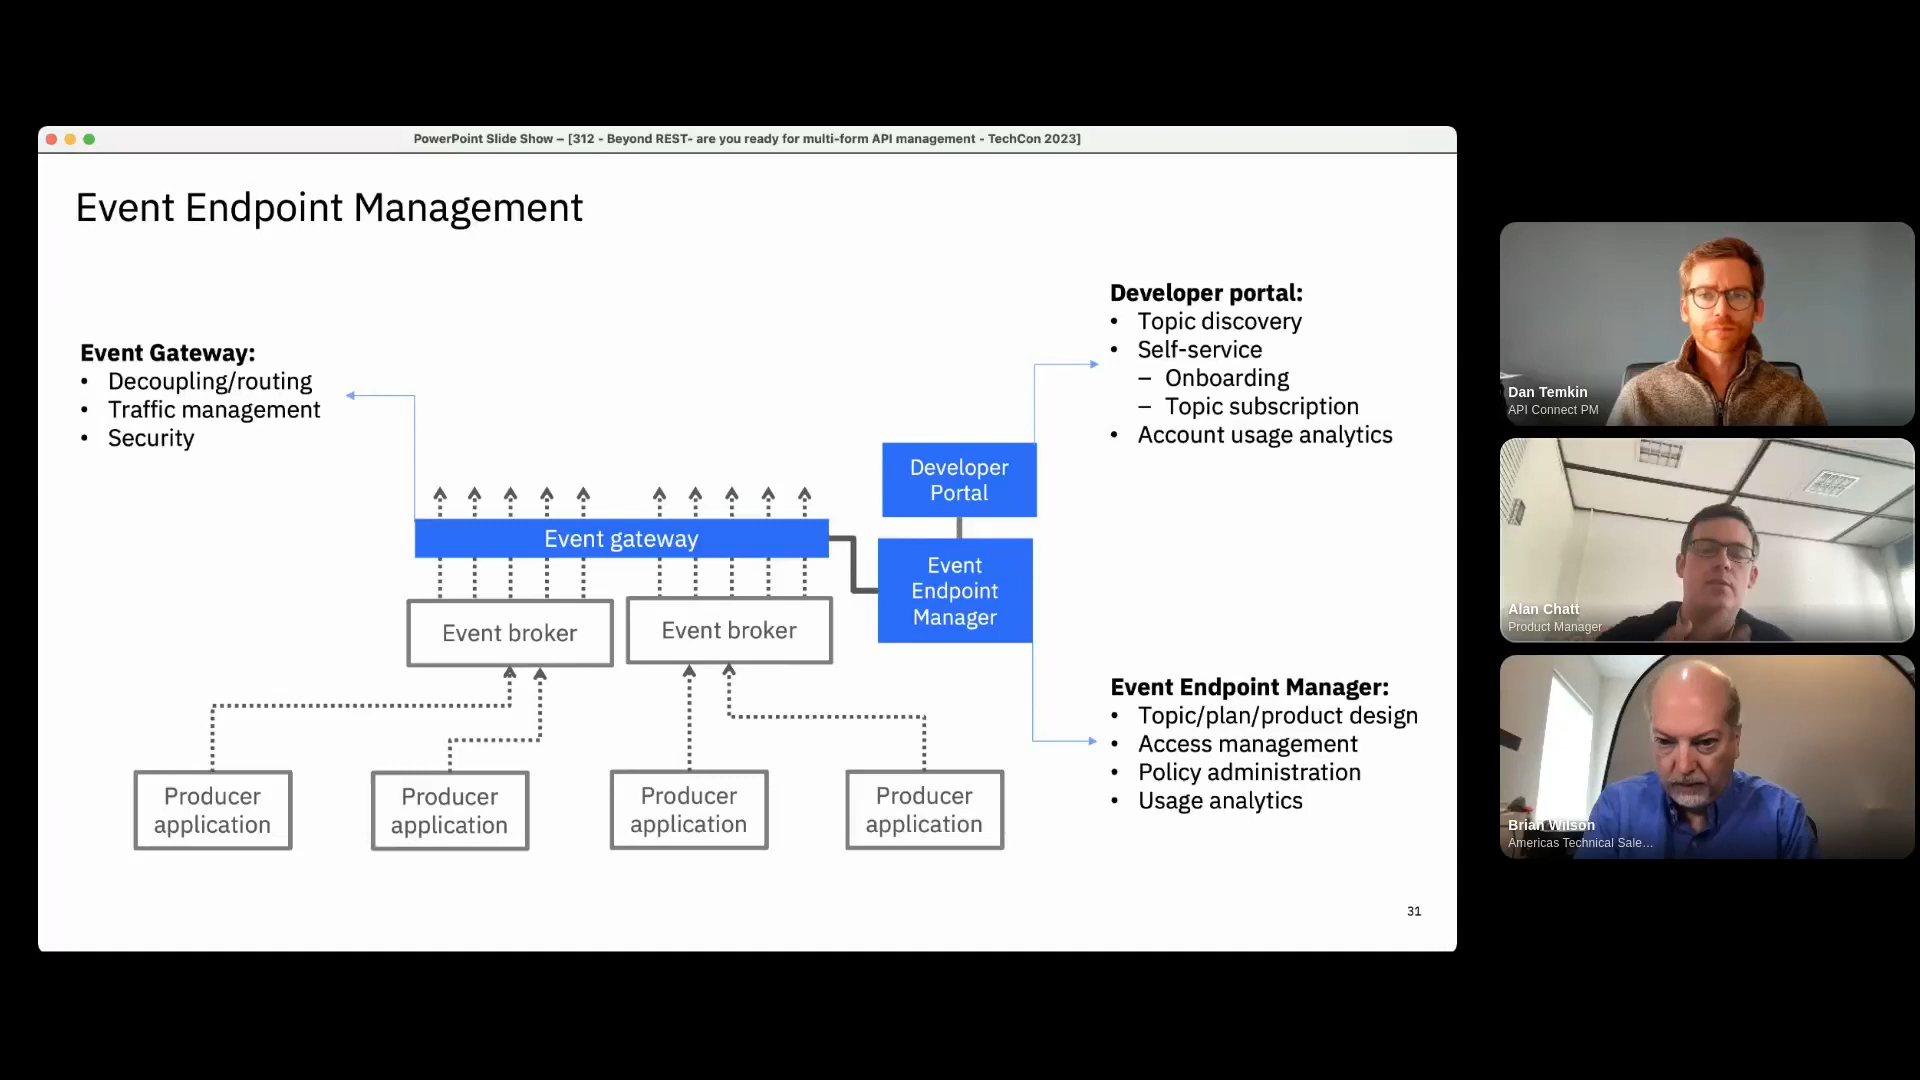 PowerPoint Slide Show – [312 - Beyond REST- are you ready for multi-form API management - TechCon 2023]
Event Endpoint Management
Event Gateway:
• Decoupling/routing
• Traffic management
• Security
Developer portal:
• Topic discovery
• Self-service
– Onboarding
– Topic subscription
• Account usage analytics
Developer
Portal
Event gateway
Event
Endpoint
Manager
Event broker
Event broker
Event Endpoint Manager:
• Topic/plan/product design
• Access management
• Policy administration
• Usage analytics
Producer
application
Producer
application
Producer
application
Producer
application
31
Dan Temkin
API Connect PM
Alan Chatt
Product Manager
Brian Wilson
Americas Technical Sale...